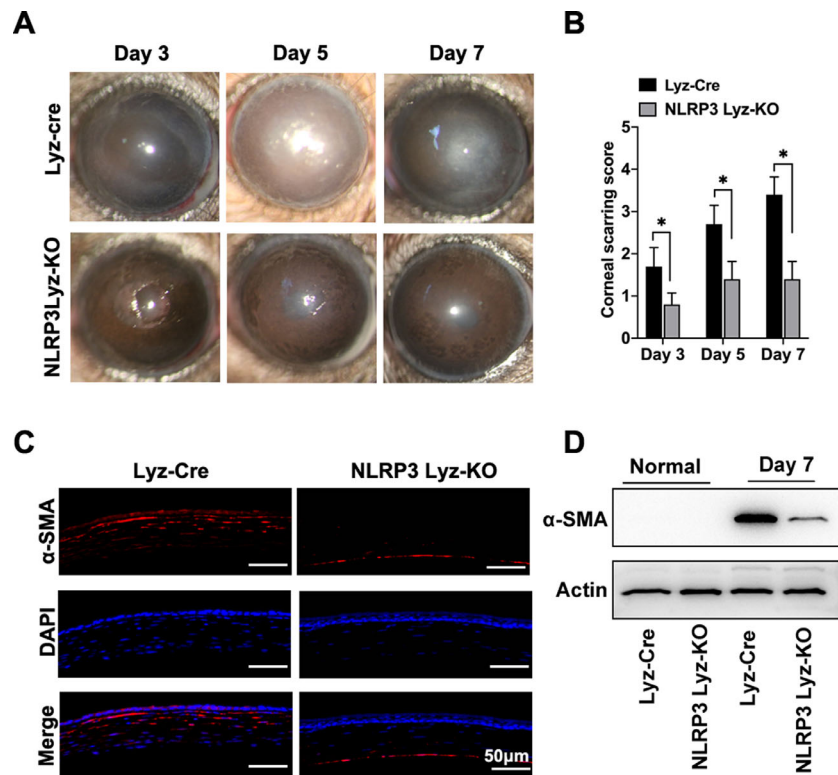 A
Day 3
Day 5
Day 7
Lyz-cre
NLRP3Lyz-KO
B
Lyz-Cre
NLRP3 Lyz-KO
Corneal scarring score
5
4
3
2
1
0
*
*
*
Day 3
Day 5
Day 7
C
Lyz-Cre
NLRP3 Lyz-KO
α-SMA
DAPI
Merge
50μm
D
Normal
Day 7
α-SMA
Actin
Lyz-Cre
NLRP3 Lyz-KO
Lyz-Cre
NLRP3 Lyz-KO